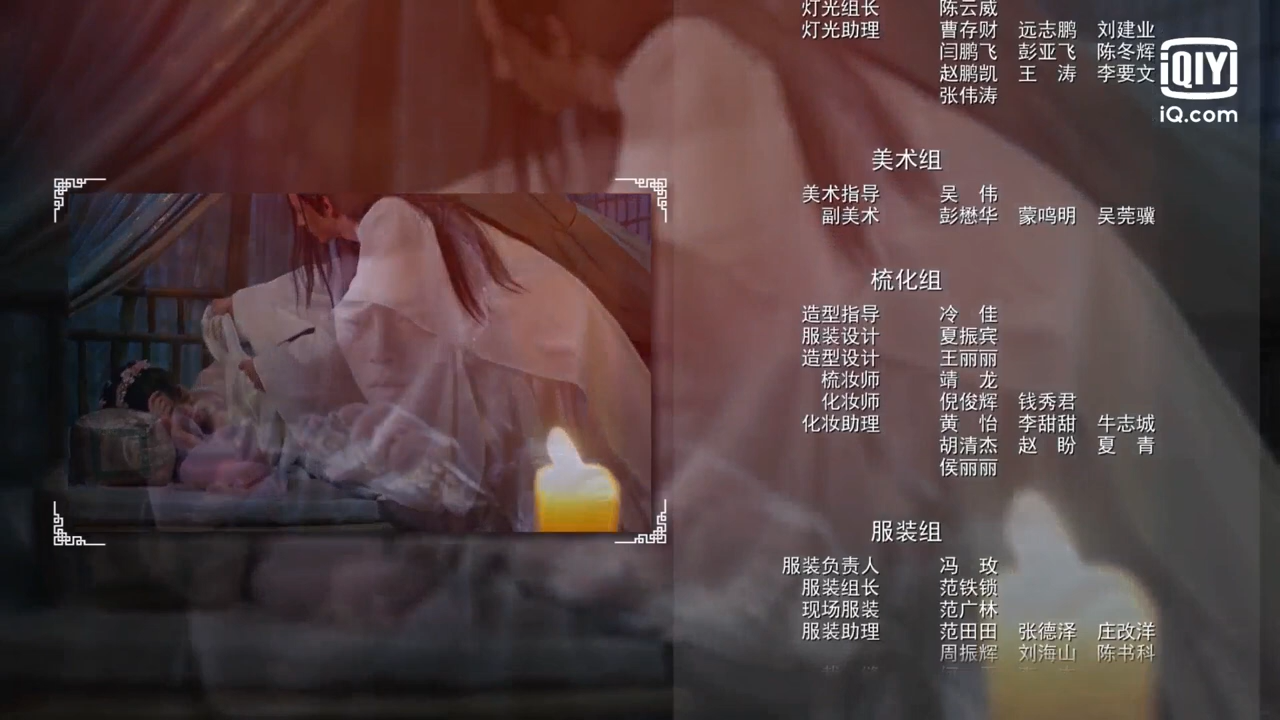 灯光组长 陈云威
灯光助理 曹存财 远志鹏 刘建业
闫鹏飞 彭亚飞 陈冬辉
赵鹏凯 王 涛 李要文
张伟涛
iQIYI
iQ.com
美术组
美术指导 吴 伟
副美术 彭懋华 蒙鸣明 吴莞骥
梳化组
造型指导 冷 佳
服装设计 夏振宾
造型设计 王丽丽
梳妆师 靖 龙
化妆师 倪俊辉 钱秀君
化妆助理 黄 怡 李甜甜 牛志城
胡清杰 赵 盼 夏 青
侯丽丽
服装组
服装负责人 冯 玫
服装组长 范铁锁
现场服装 范广林
服装助理 范田田 张德泽 庄改洋
周振辉 刘海山 陈书科